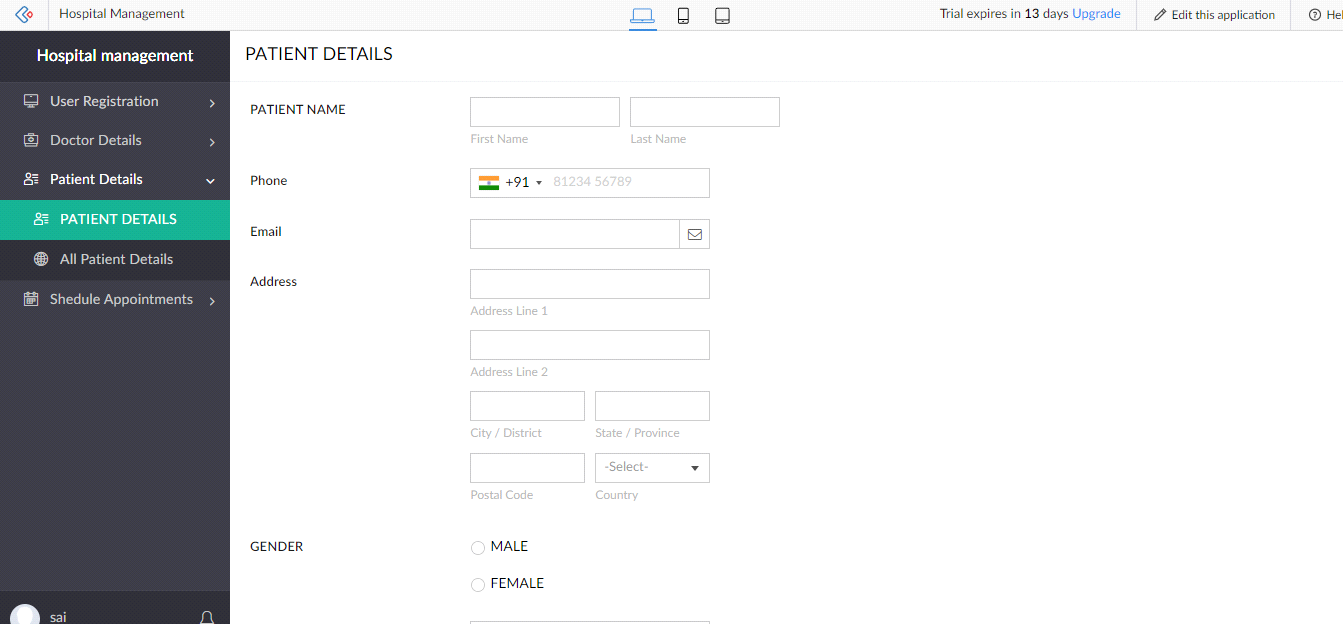 Hospital Management
Trial expires in 13 days Upgrade
Edit this application
Hel
Hospital management
User Registration
Doctor Details
Patient Details
PATIENT DETAILS
All Patient Details
Shedule Appointments
sai
PATIENT DETAILS
PATIENT NAME
First Name
Last Name
Phone
+91
81234 56789
Email
Address
Address Line 1
Address Line 2
City / District
State / Province
-Select-
Postal Code
Country
GENDER
MALE
FEMALE